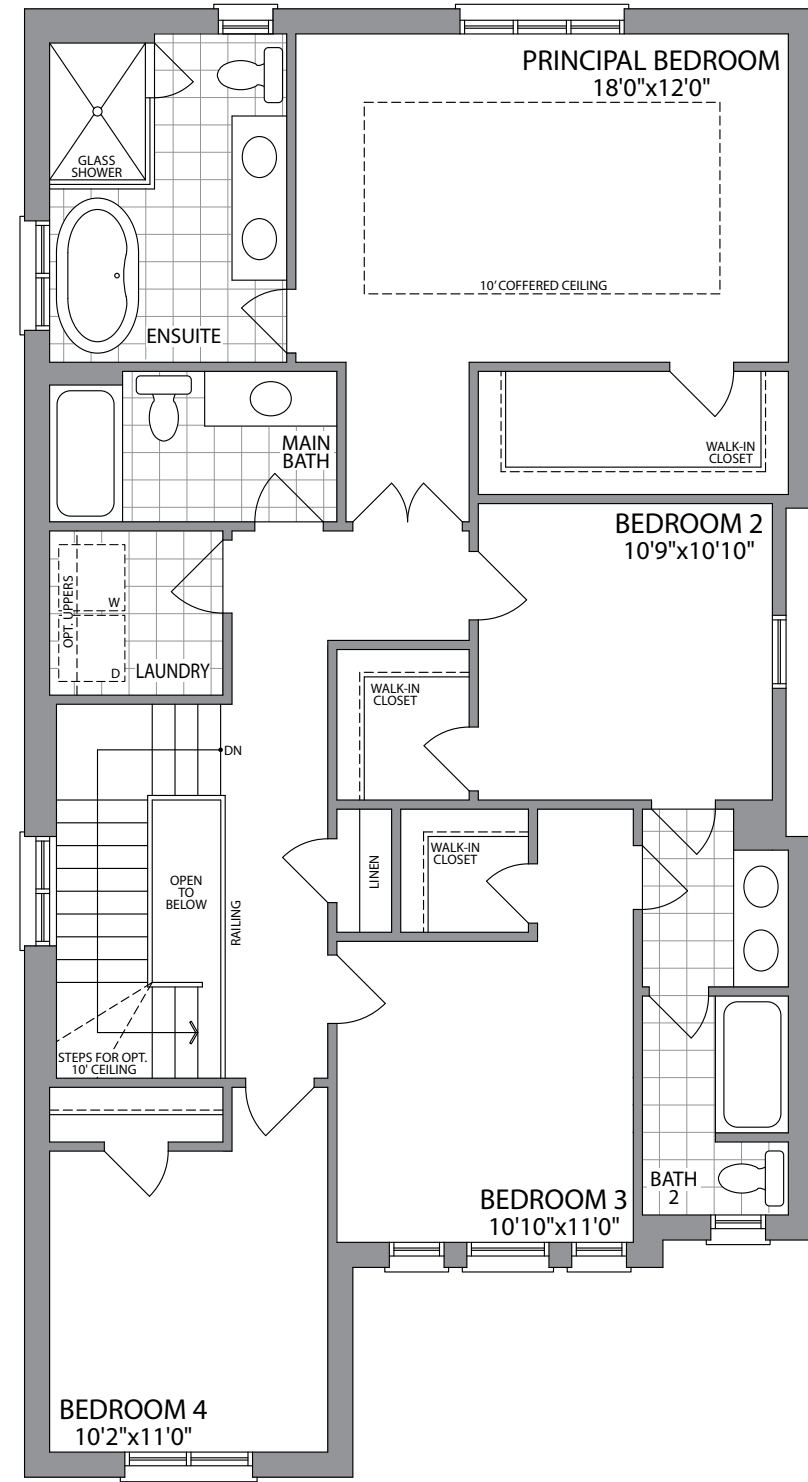 PRINCIPAL BEDROOM
18'0"x12'0"
GLASS
SHOWER
10' COFFERED CEILING
ENSUITE
MAIN
BATH
WALK-IN
CLOSET
BEDROOM 2
10'9"x10'10"
OPT. UPPERS
W
D
LAUNDRY
WALK-IN
CLOSET
DN
OPEN
TO
BELOW
RAILING
LINEN
WALK-IN
CLOSET
STEPS FOR OPT.
10' CEILING
BATH
2
BEDROOM 3
10'10"x11'0"
BEDROOM 4
10'2"x11'0"